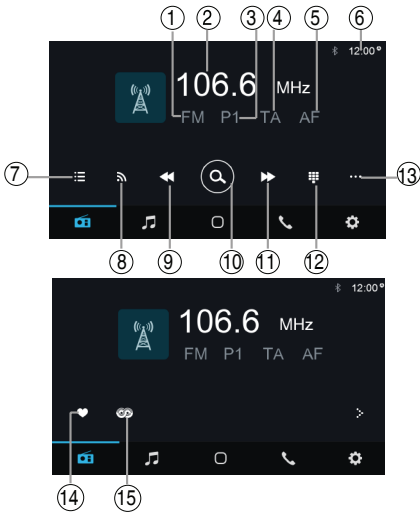 ① ② ③ ④ ⑤ ⑥
12:00
106.6 MHz
FM P1 TA AF
⑦ ⑬
⑧ ⑨ ⑩ ⑪ ⑫
12:00
106.6 MHz
FM P1 TA AF
⑭ ⑮